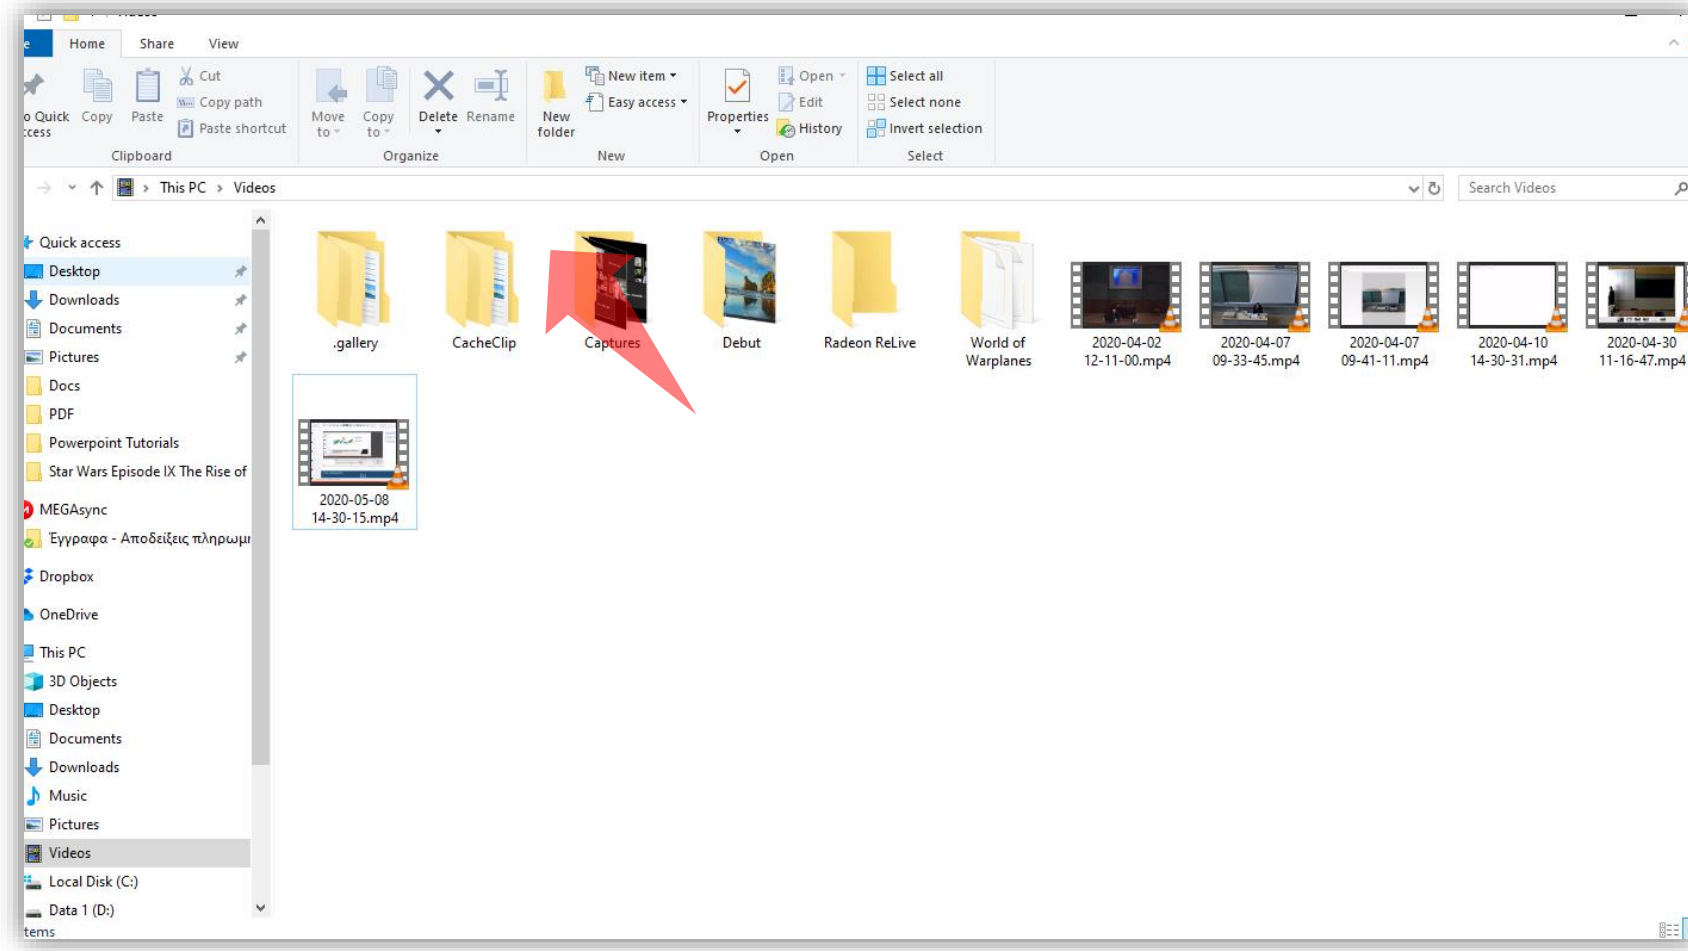 Home Share View
Cut
Copy path
Paste shortcut
o Quick
ccess
Copy
Paste
Clipboard
Move
to
Copy
to
Delete
Rename
Organize
New
folder
New item
Easy access
New
Properties
Open
Edit
History
Open
Select all
Select none
Invert selection
Select
This PC > Videos
Search Videos
Quick access
Desktop
Downloads
Documents
Pictures
Docs
PDF
Powerpoint Tutorials
Star Wars Episode IX The Rise of
MEGAsync
Έγγραφα - Αποδείξεις πληρωμ
Dropbox
OneDrive
This PC
3D Objects
Desktop
Documents
Downloads
Music
Pictures
Videos
Local Disk (C:)
Data 1 (D:)
tems
.gallery
CacheClip
Captures
Debut
Radeon ReLive
World of
Warplanes
2020-04-02
12-11-00.mp4
2020-04-07
09-33-45.mp4
2020-04-07
09-41-11.mp4
2020-04-10
14-30-31.mp4
2020-04-30
11-16-47.mp4
2020-05-08
14-30-15.mp4